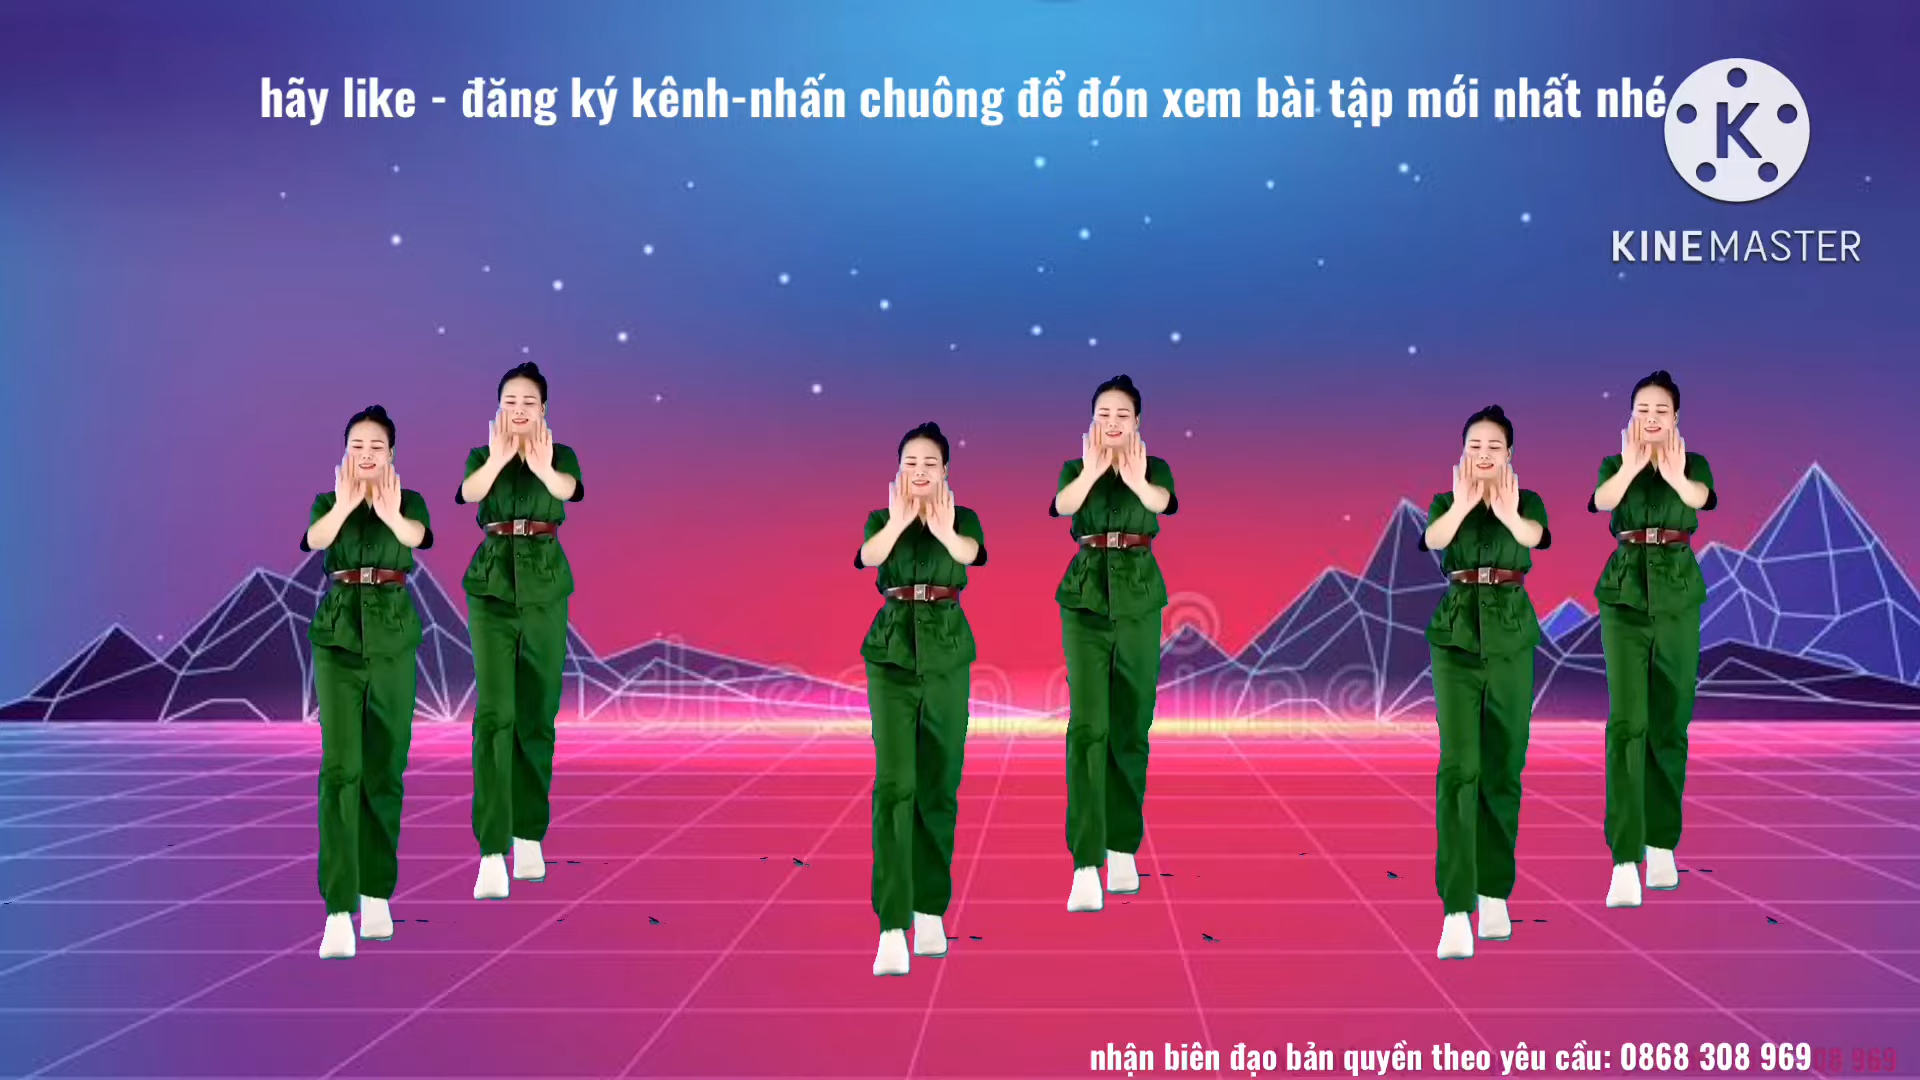 hãy like - đăng ký kênh-nhấn chuông để đón xem bài tập mới nhất nhé
K
KINEMASTER
dreamstime
nhận biên đạo bản quyền theo yêu cầu: 0868 308 969